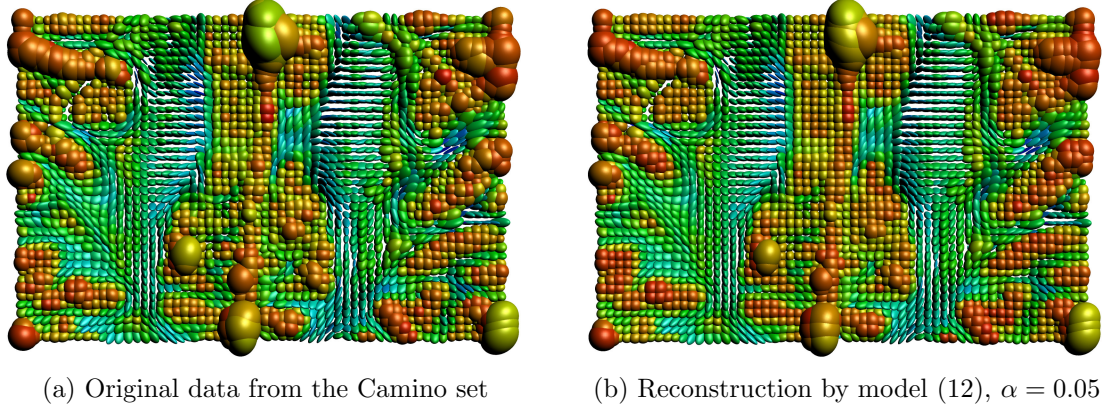 (a) Original data from the Camino set
(b) Reconstruction by model (12), α = 0.05